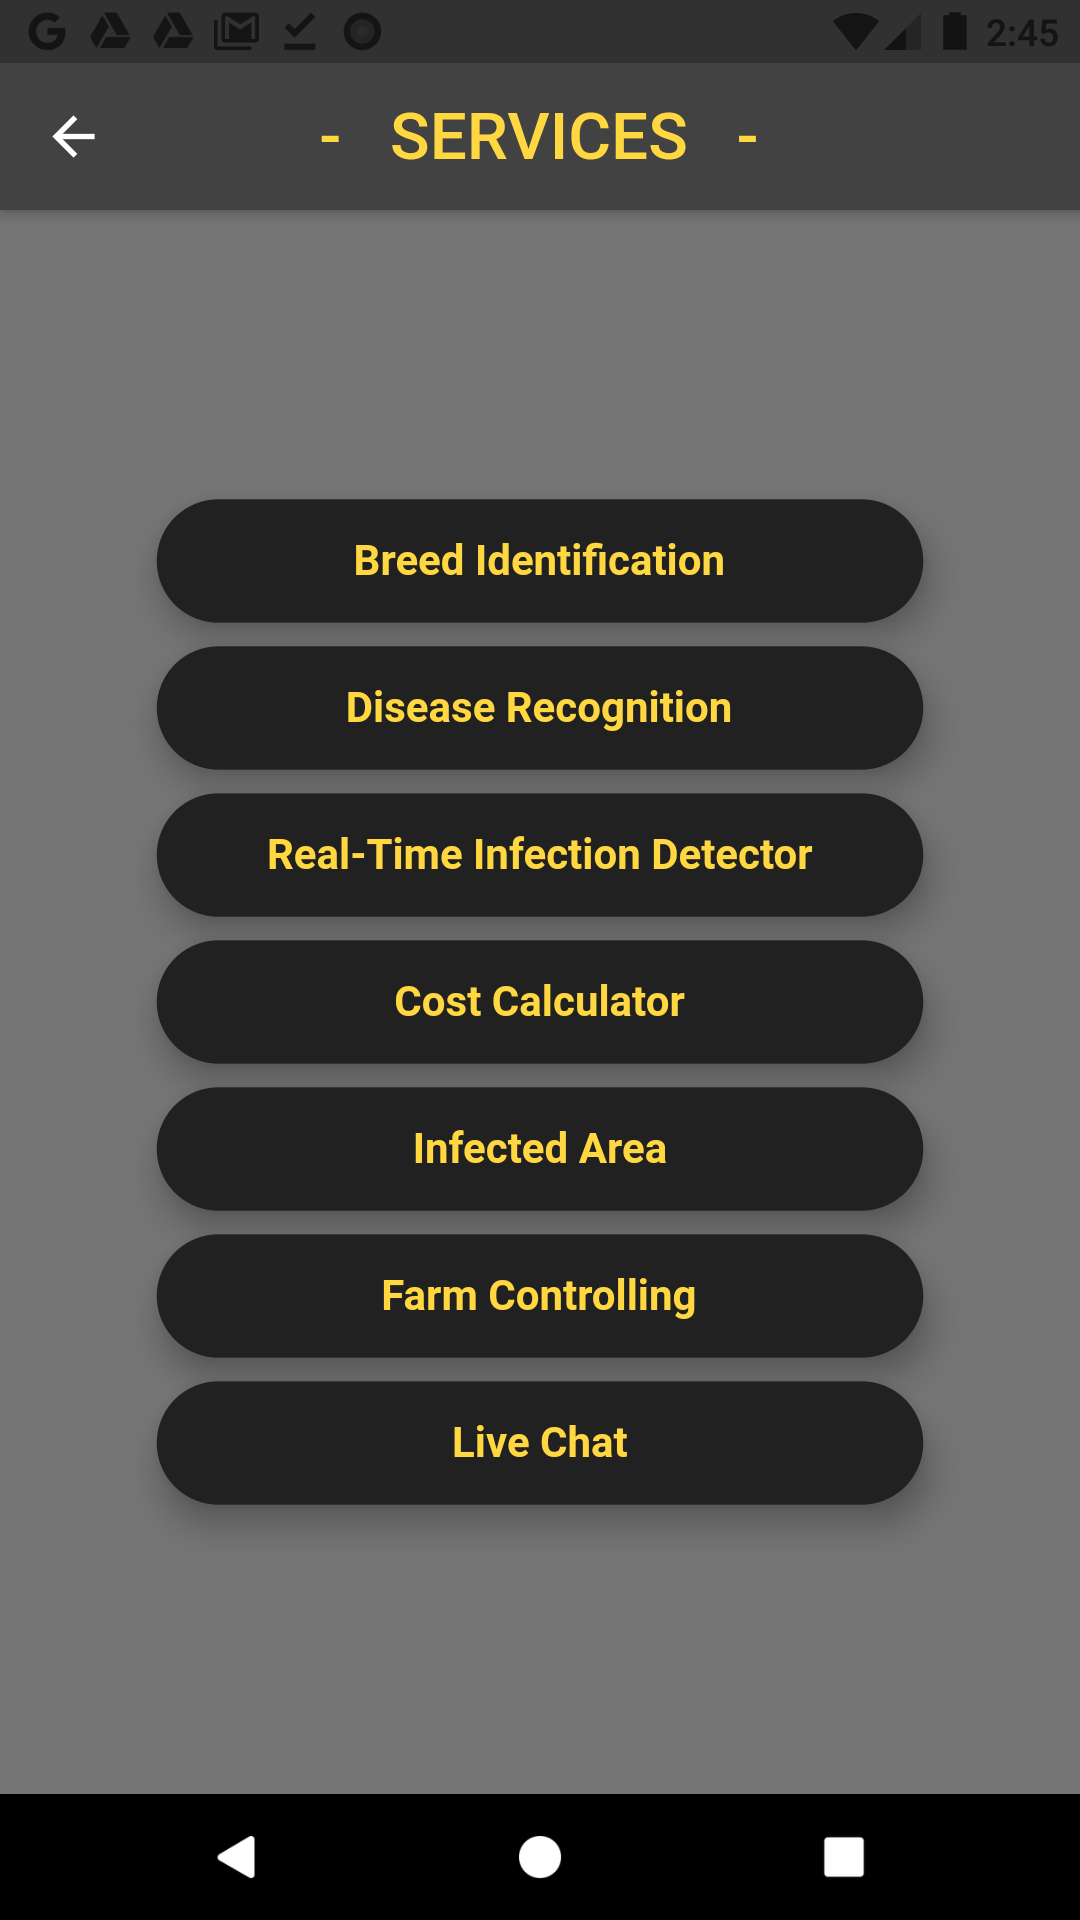 2:45
- SERVICES -
Breed Identification
Disease Recognition
Real-Time Infection Detector
Cost Calculator
Infected Area
Farm Controlling
Live Chat